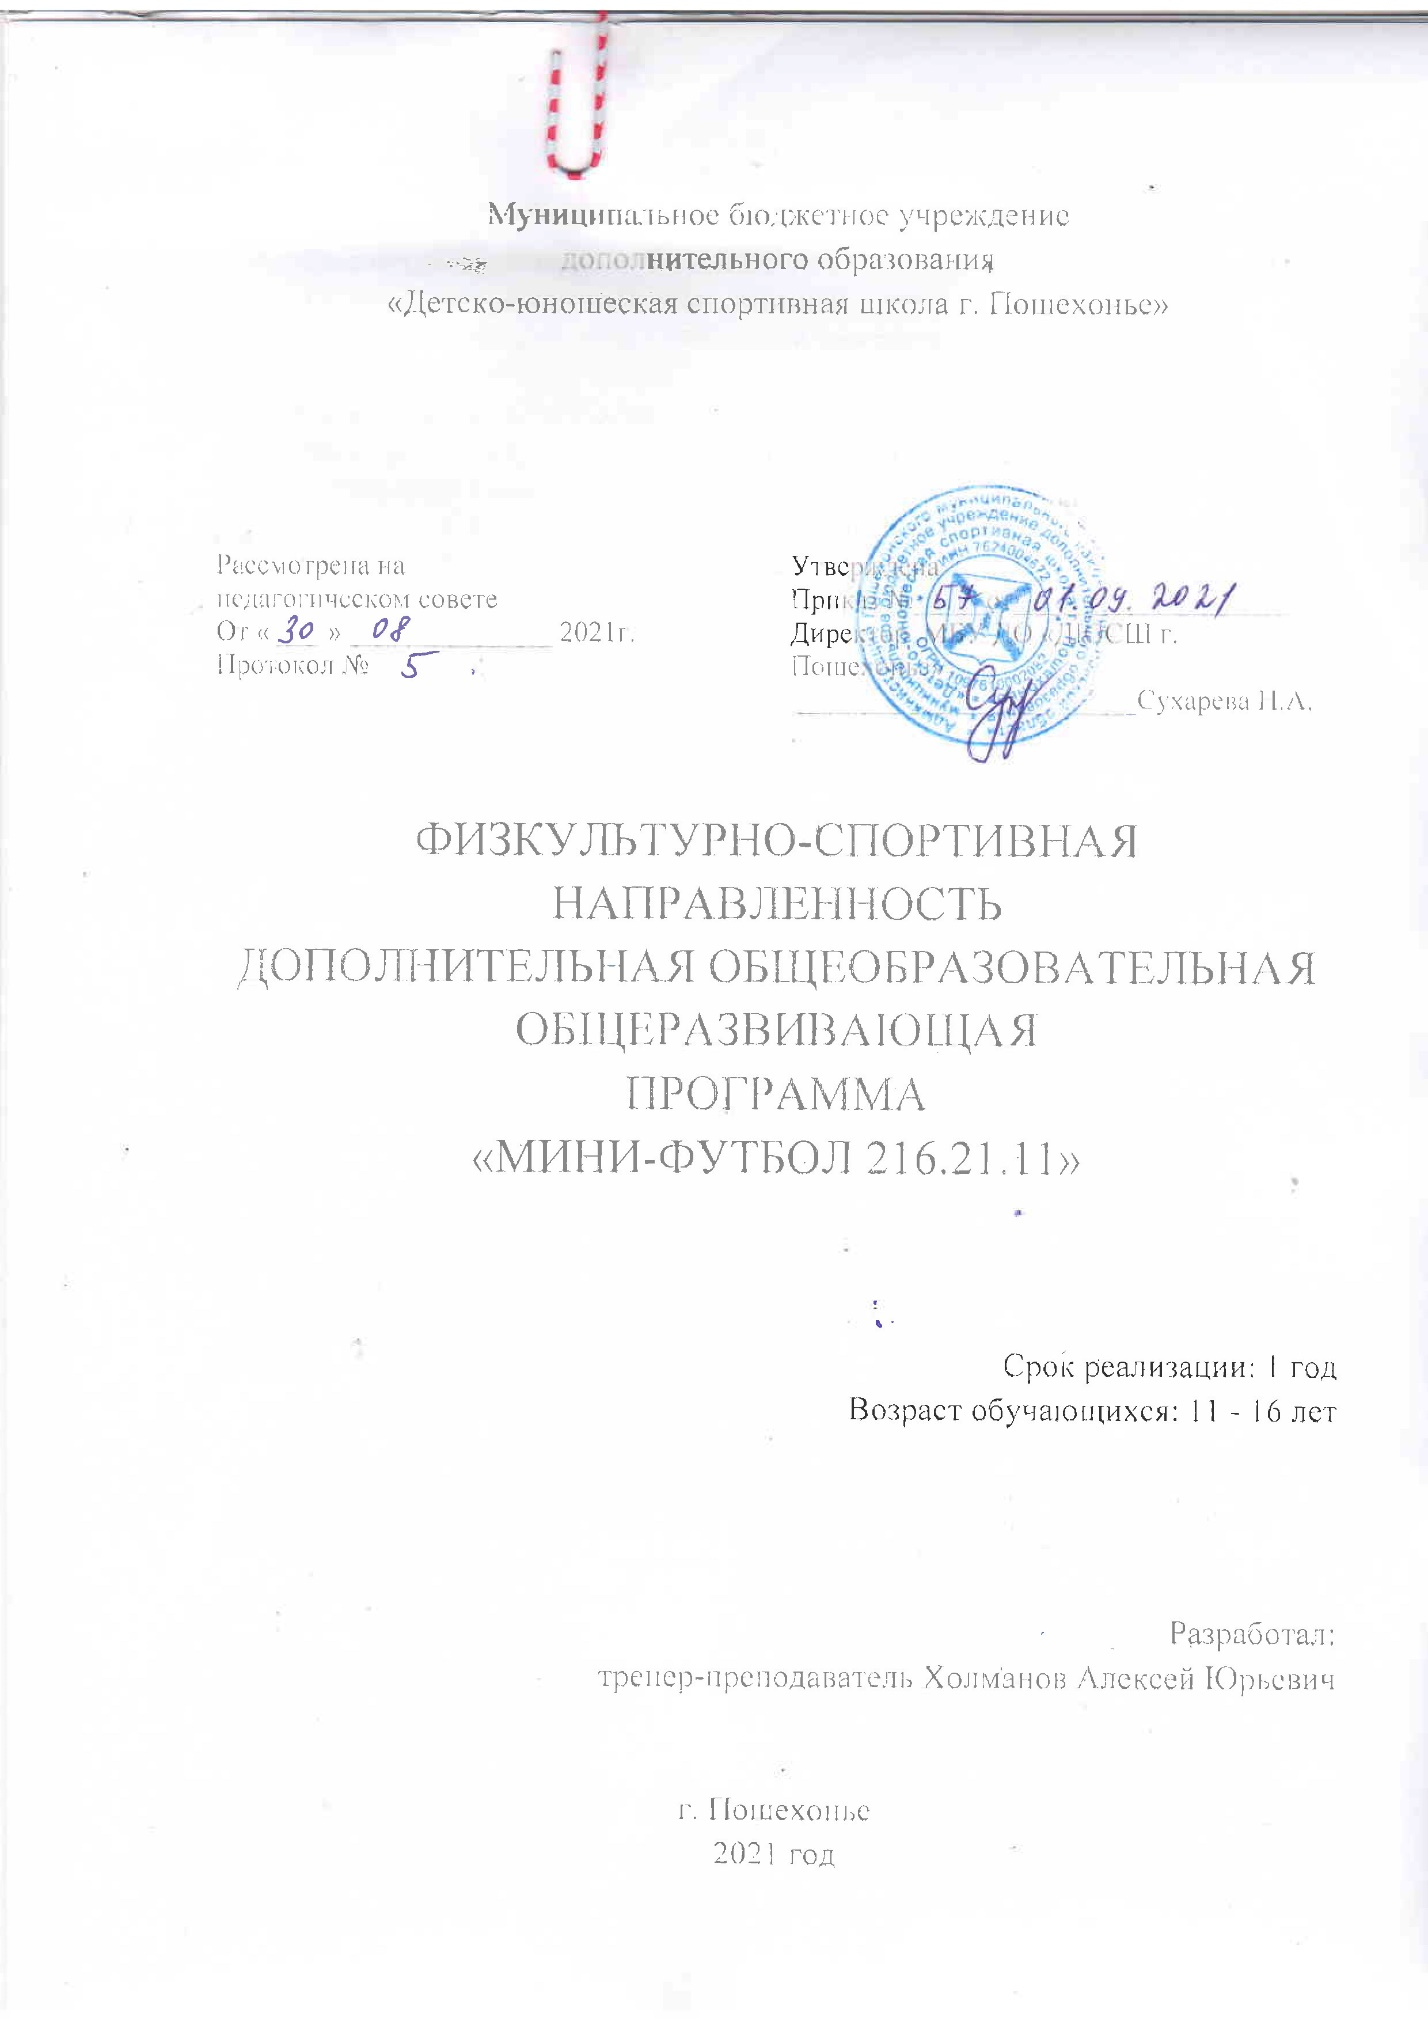 Муниципальное бюджетное учреждение
дополнительного образования
«Детско-юношеская спортивная школа г. Пошехонье»
Рассмотрена на
педагогическом совете
От « 30 » 08 2021г.
Протокол № 5
Утверждена
Приказ № 57 от 01.09.2021
Директор МБУ ДО «ДЮСШ г.
Пошехонье»
Сухарева Н.А.
ФИЗКУЛЬТУРНО-СПОРТИВНАЯ
НАПРАВЛЕННОСТЬ
ДОПОЛНИТЕЛЬНАЯ ОБЩЕОБРАЗОВАТЕЛЬНАЯ
ОБЩЕРАЗВИВАЮЩАЯ
ПРОГРАММА
«МИНИ-ФУТБОЛ 216.21.11»
Срок реализации: 1 год
Возраст обучающихся: 11 - 16 лет
Разработал:
тренер-преподаватель Холманов Алексей Юрьевич
г. Пошехонье
2021 год